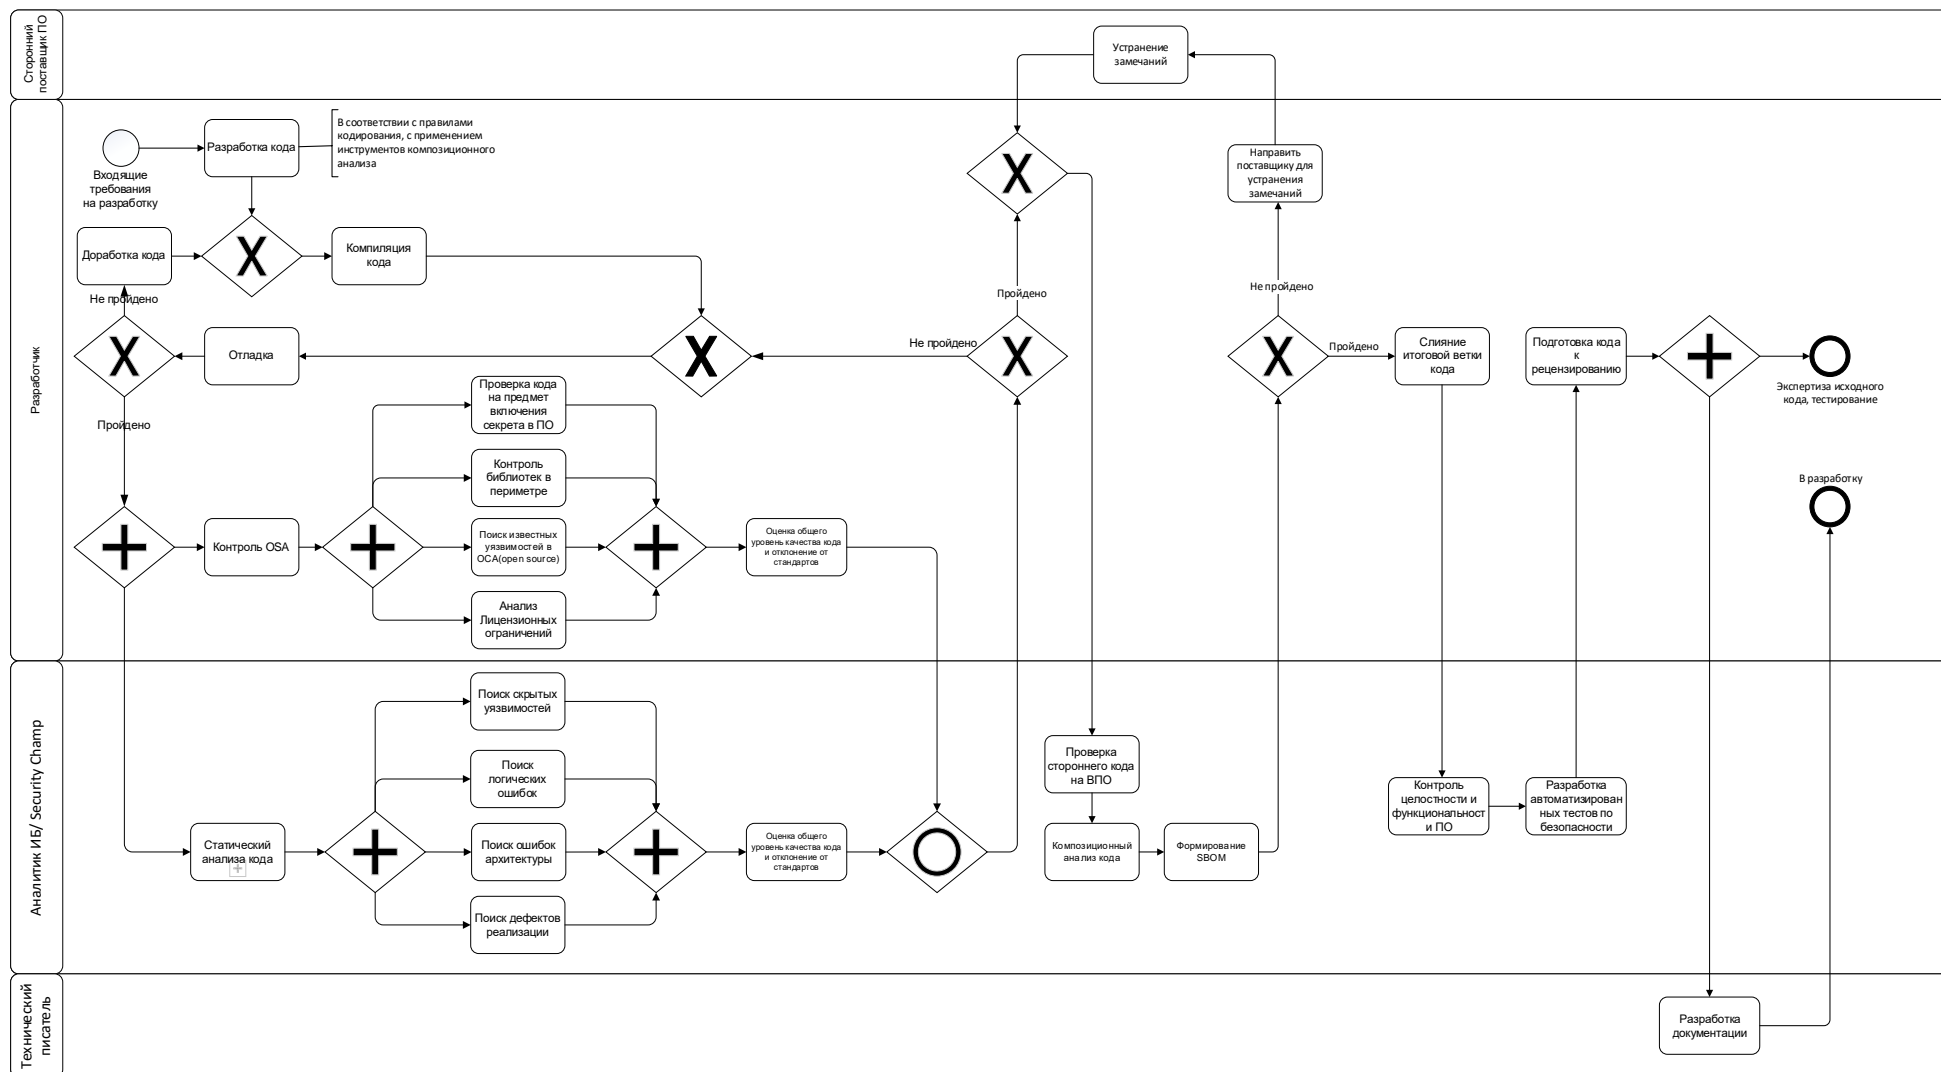 Сторонний
поставщик ПО
Устранение
замечаний
Разработчик
Входящие
требования
на разработку
Разработка кода
В соответствии с правилами
кодирования, с применением
инструментов композиционного
анализа
X
Направить
поставщику для
устранения
замечаний
Доработка кода
X
Компиляция
кода
Не пройдено
X
Отладка
X
Не пройдено
Пройдено
X
Не пройдено
X
Пройдено
Слияние
итоговой ветки
кода
Подготовка кода
к
рецензированию
Экспертиза исходного
кода, тестирование
Пройдено
Проверка кода
на предмет
включения
секрета в ПО
Контроль
библиотек в
периметре
В разработку
Контроль OSA
Поиск известных
уязвимостей в
OCA(open source)
Оценка общего
уровень качества кода
и отклонение от
стандартов
Анализ
Лицензионных
ограничений
Аналитик ИБ/ Security Champ
Поиск скрытых
уязвимостей
Поиск
логических
ошибок
Статический
анализа кода
Поиск ошибок
архитектуры
Оценка общего
уровень качества кода
и отклонение от
стандартов
Поиск дефектов
реализации
Проверка
стороннего кода
на ВПО
Композиционный
анализ кода
Формирование
SBOM
Контроль
целостности и
функциональност
и ПО
Разработка
автоматизирован
ных тестов по
безопасности
Технический
писатель
Разработка
документации